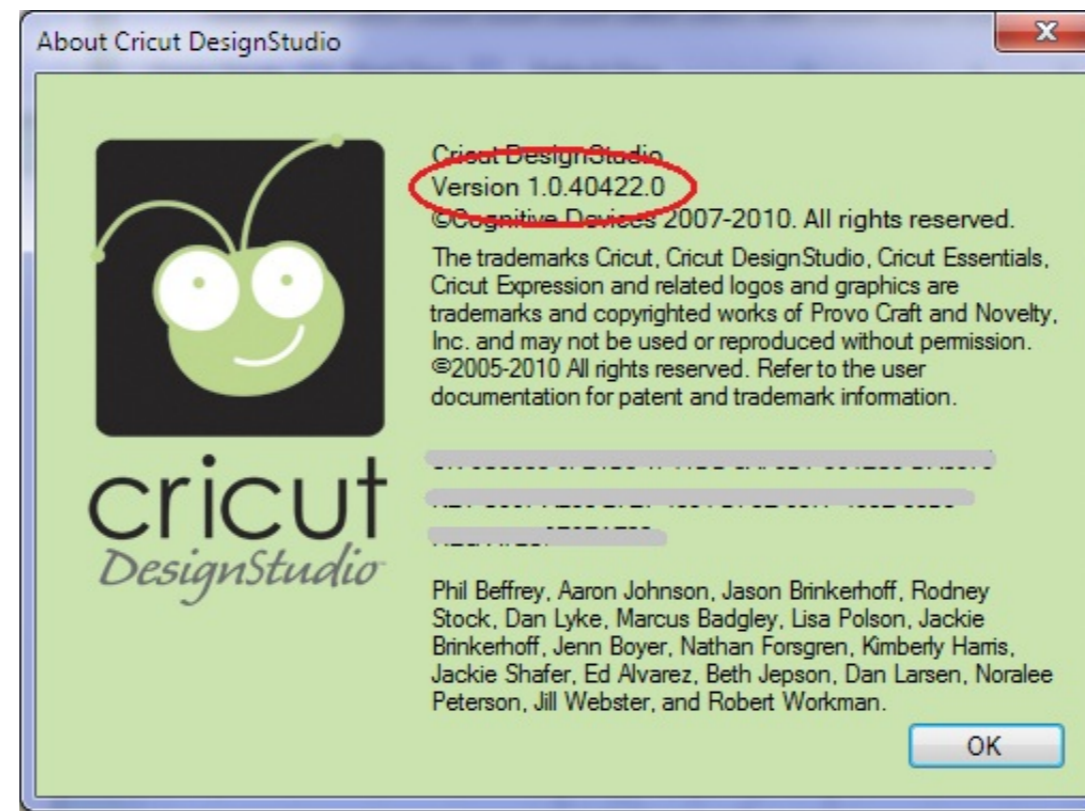 About Cricut DesignStudio
Cricut DesignStudio
Version 1.0.40422.0
©Cognitive Devices 2007-2010. All rights reserved.
The trademarks Cricut, Cricut DesignStudio, Cricut Essentials,
Cricut Expression and related logos and graphics are
trademarks and copyrighted works of Provo Craft and Novelty,
Inc. and may not be used or reproduced without permission.
©2005-2010 All rights reserved. Refer to the user
documentation for patent and trademark information.
cricut
DesignStudio
Phil Beffrey, Aaron Johnson, Jason Brinkerhoff, Rodney
Stock, Dan Lyke, Marcus Badgley, Lisa Polson, Jackie
Brinkerhoff, Jenn Boyer, Nathan Forsgren, Kimberly Harris,
Jackie Shafer, Ed Alvarez, Beth Jepson, Dan Larsen, Noralee
Peterson, Jill Webster, and Robert Workman.
OK